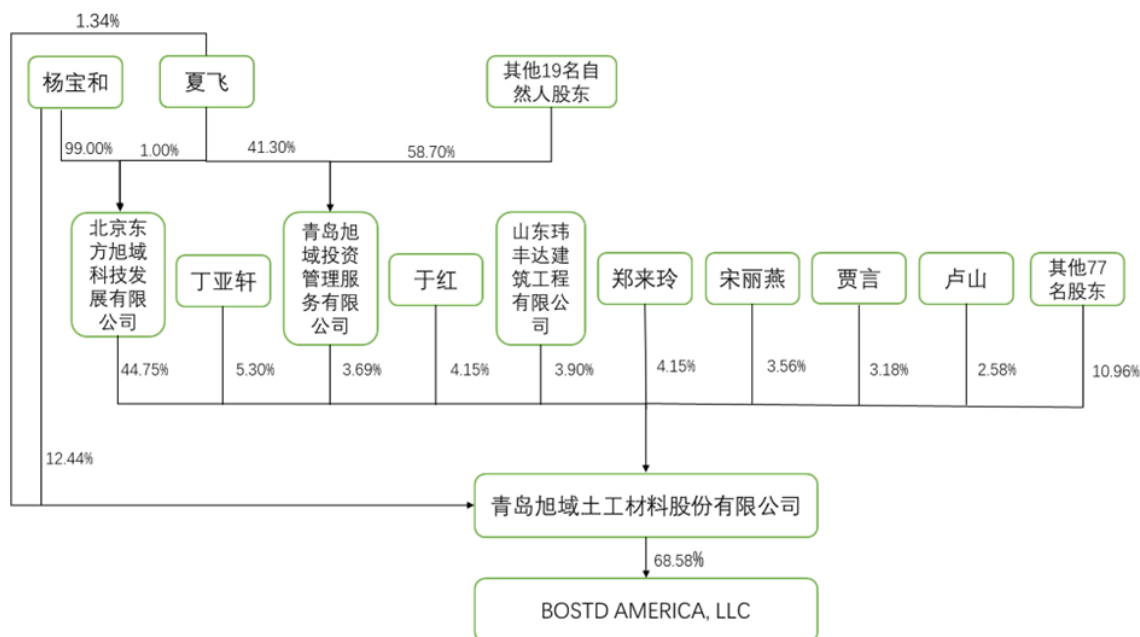 1.34%
杨宝和
夏飞
其他19名自
然人股东
99.00%
1.00%
41.30%
58.70%
北京东
方旭域
科技发
展有限
公司
丁亚轩
青岛旭
域投资
管理服
务有限
公司
于红
山东玮
丰达建
筑工程
有限公
司
郑来玲
宋丽燕
贾言
卢山
其他77
名股东
44.75%
5.30%
3.69%
4.15%
3.90%
4.15%
3.56%
3.18%
2.58%
10.96%
12.44%
青岛旭域土工材料股份有限公司
68.58%
BOSTD AMERICA, LLC